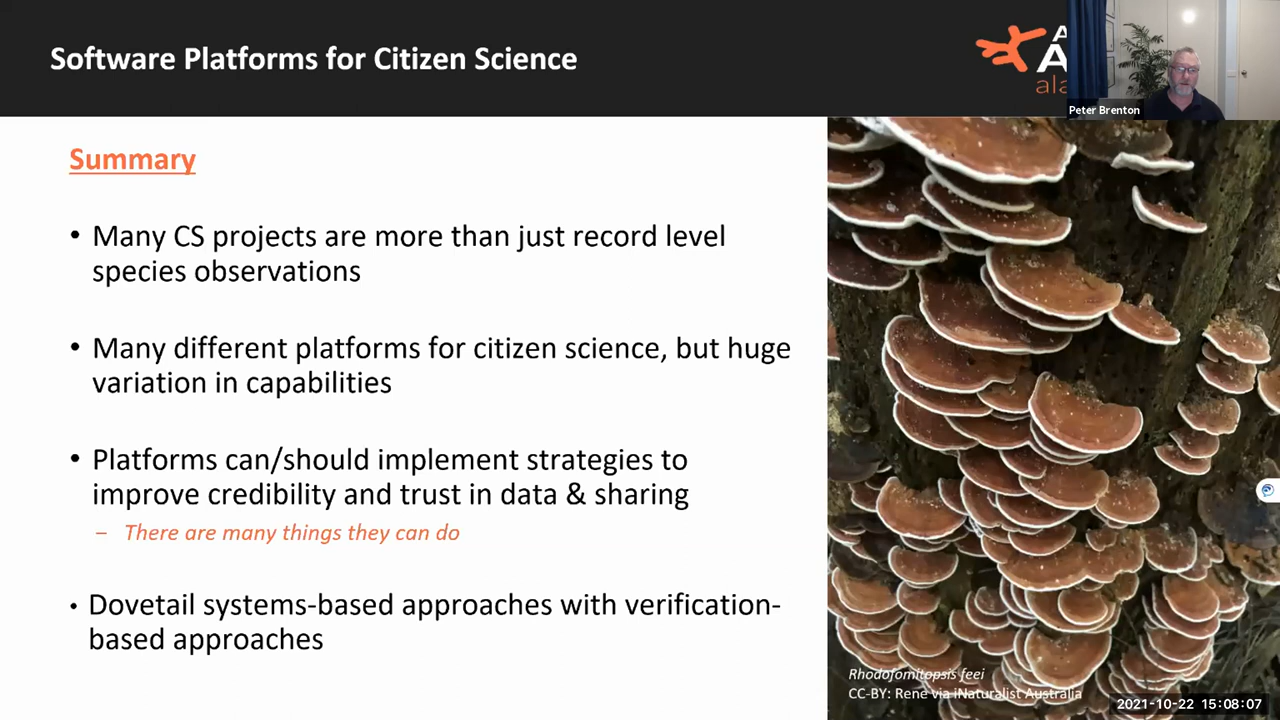 Software Platforms for Citizen Science
Peter Brenton
Summary
• Many CS projects are more than just record level
species observations
• Many different platforms for citizen science, but huge
variation in capabilities
• Platforms can/should implement strategies to
improve credibility and trust in data & sharing
– There are many things they can do
• Dovetail systems-based approaches with verification-
based approaches
Rhodofomitopsis feei
CC-BY: Rene via iNaturalist Australia
2021-10-22 15:08:07